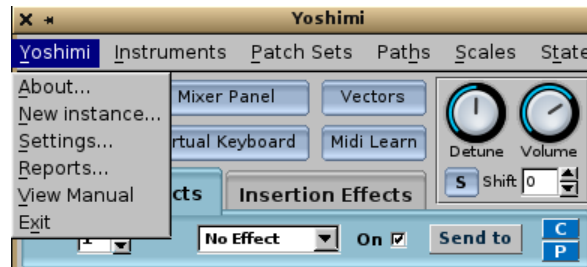 Yoshimi
Yoshimi Instruments Patch Sets Paths Scales State
About...
New instance...
Settings...
Reports...
View Manual
Exit
Mixer Panel Vectors
rtual Keyboard Midi Learn
Detune Volume
S Shift 0
cts Insertion Effects
1 No Effect On Send to C
P